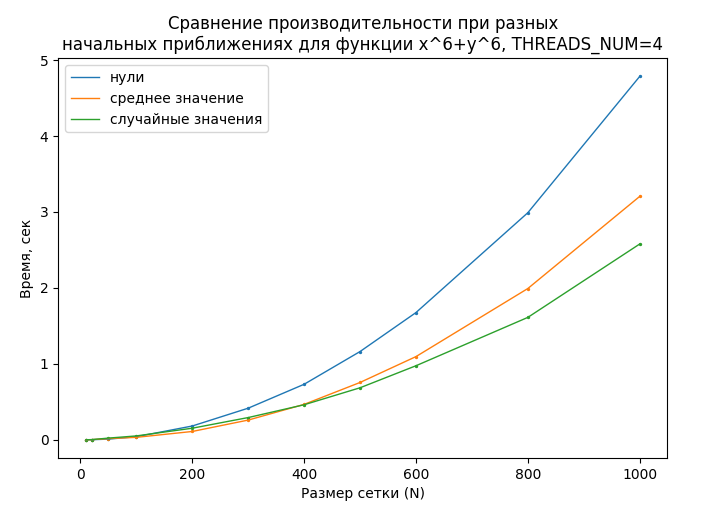 Сравнение производительности при разных
начальных приближениях для функции x^6+y^6, THREADS_NUM=4
нули
среднее значение
случайные значения
Время, сек
5
4
3
2
1
0
0 200 400 600 800 1000
Размер сетки (N)